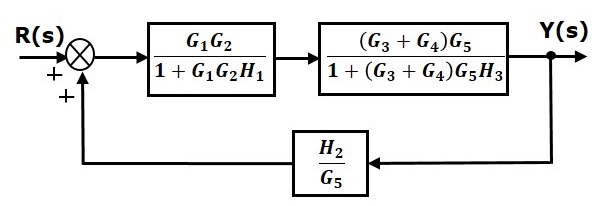 R(s)
Y(s)
G₁G₂
1 + G₁G₂H₁
(G₃ + G₄)G₅
1 + (G₃ + G₄)G₅H₃
+
+
H₂
G₅